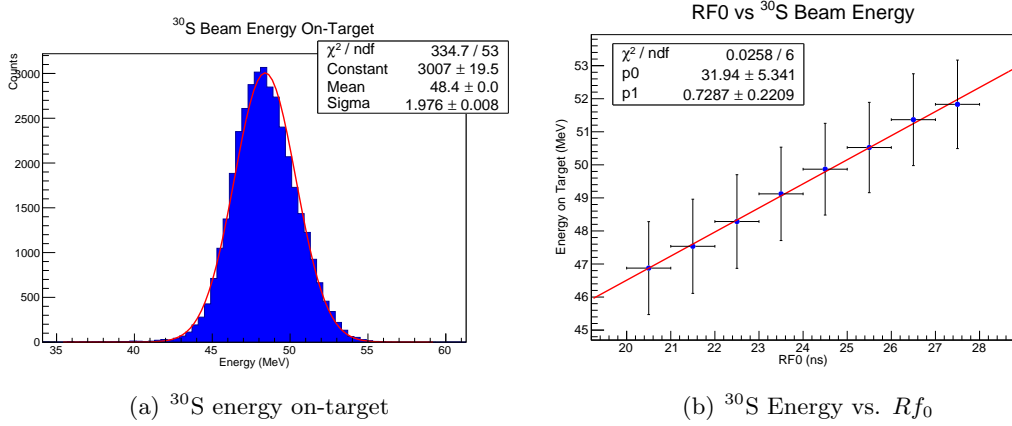 ³⁰S Beam Energy On-Target
χ² / ndf 334.7 / 53
Constant 3007 ± 19.5
Mean 48.4 ± 0.0
Sigma 1.976 ± 0.008
Counts
3000
2500
2000
1500
1000
500
0
35 40 45 50 55 60
Energy (MeV)
(a) ³⁰S energy on-target
RF0 vs ³⁰S Beam Energy
χ² / ndf 0.0258 / 6
p0 31.94 ± 5.341
p1 0.7287 ± 0.2209
Energy on Target (MeV)
53
52
51
50
49
48
47
46
45
20 21 22 23 24 25 26 27 28
RF0 (ns)
(b) ³⁰S Energy vs. Rf₀